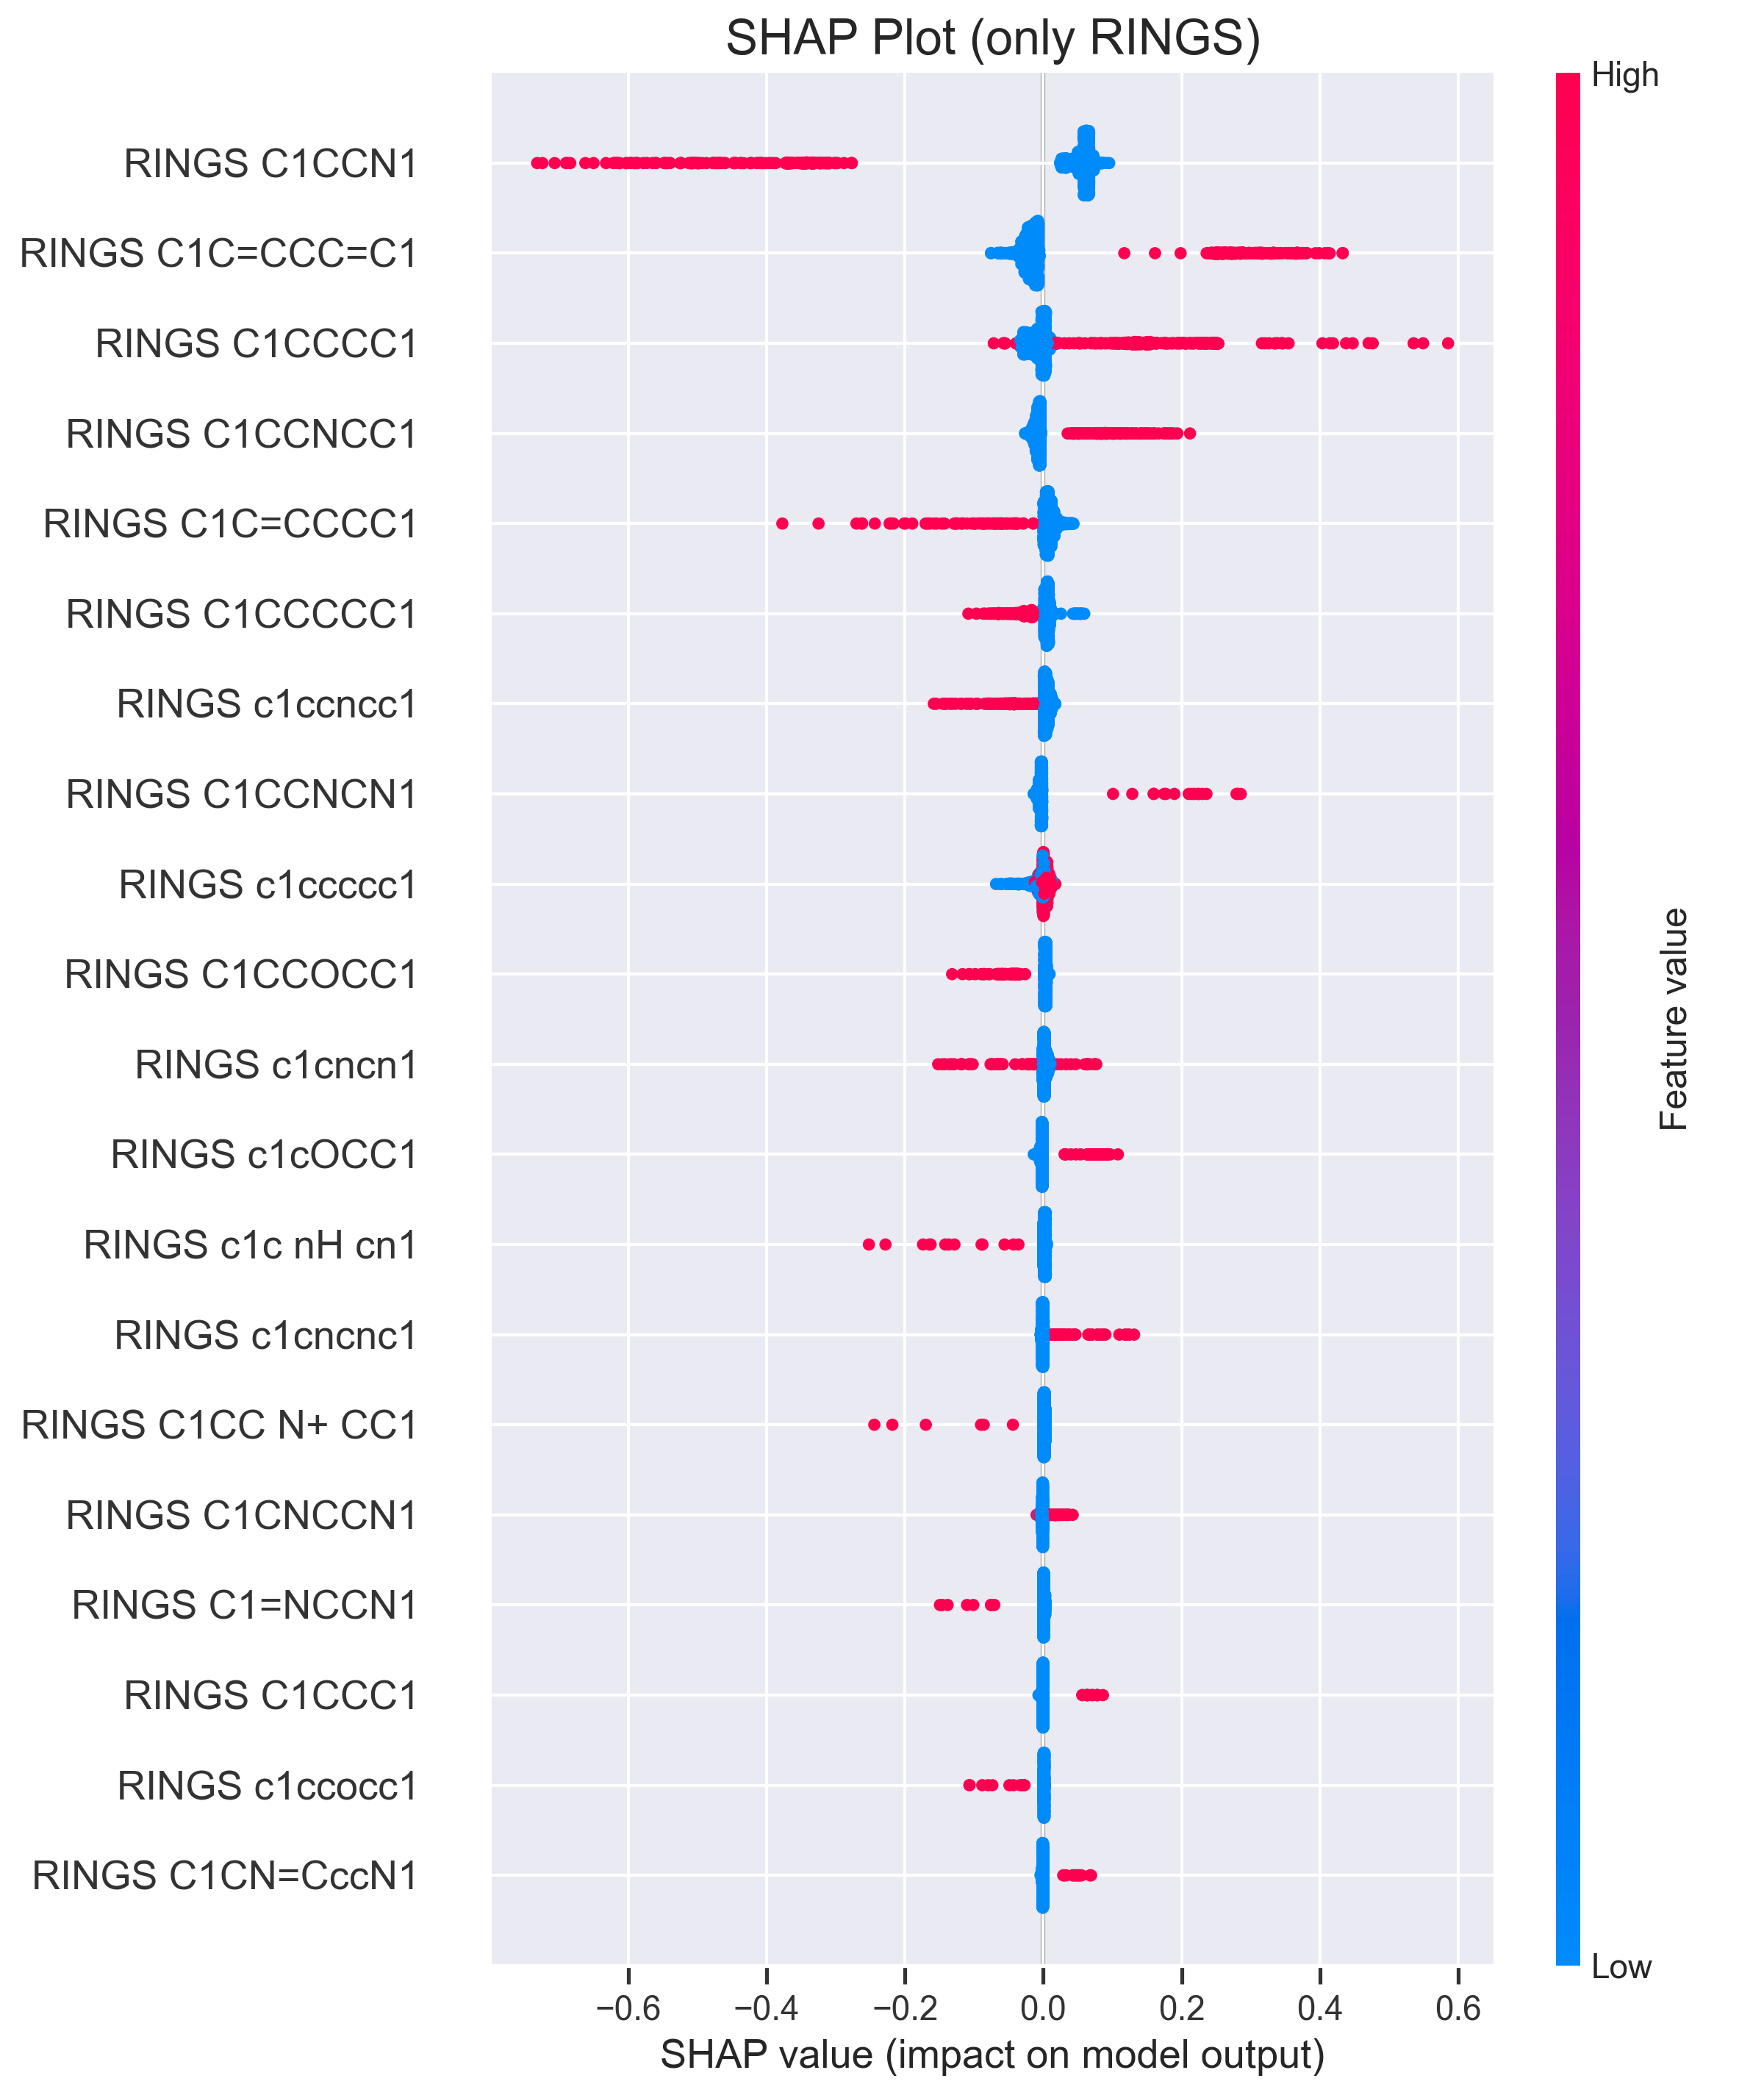 SHAP Plot (only RINGS)
High
RINGS C1CCN1
RINGS C1C=CCC=C1
RINGS C1CCCC1
RINGS C1CCNCC1
RINGS C1C=CCCC1
RINGS C1CCCCC1
RINGS c1ccncc1
RINGS C1CCNCN1
RINGS c1ccccc1
RINGS C1CCOCC1
RINGS c1cncn1
RINGS c1cOCC1
RINGS c1c nH cn1
RINGS c1cncnc1
RINGS C1CC N+ CC1
RINGS C1CNCCN1
RINGS C1=NCCN1
RINGS C1CCC1
RINGS c1ccocc1
RINGS C1CN=CccN1
Feature value
Low
−0.6 −0.4 −0.2 0.0 0.2 0.4 0.6
SHAP value (impact on model output)